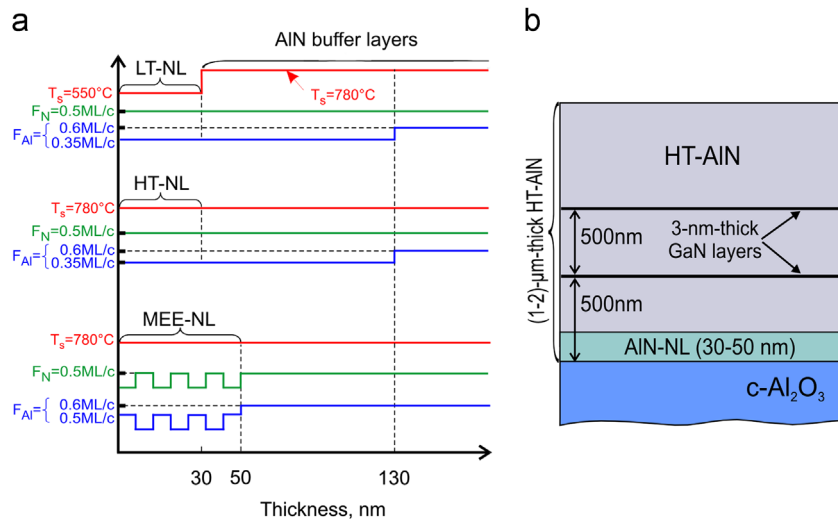 a
AlN buffer layers
LT-NL
Ts=550°C
Ts=780°C
FN=0.5ML/c
FAl={ 0.6ML/c
0.35ML/c
HT-NL
Ts=780°C
FN=0.5ML/c
FAl={ 0.6ML/c
0.35ML/c
MEE-NL
Ts=780°C
FN=0.5ML/c
FAl={ 0.6ML/c
0.5ML/c
30 50 130
Thickness, nm
b
(1-2)-μm-thick HT-AlN
HT-AlN
500nm
3-nm-thick
GaN layers
500nm
AlN-NL (30-50 nm)
c-Al₂O₃